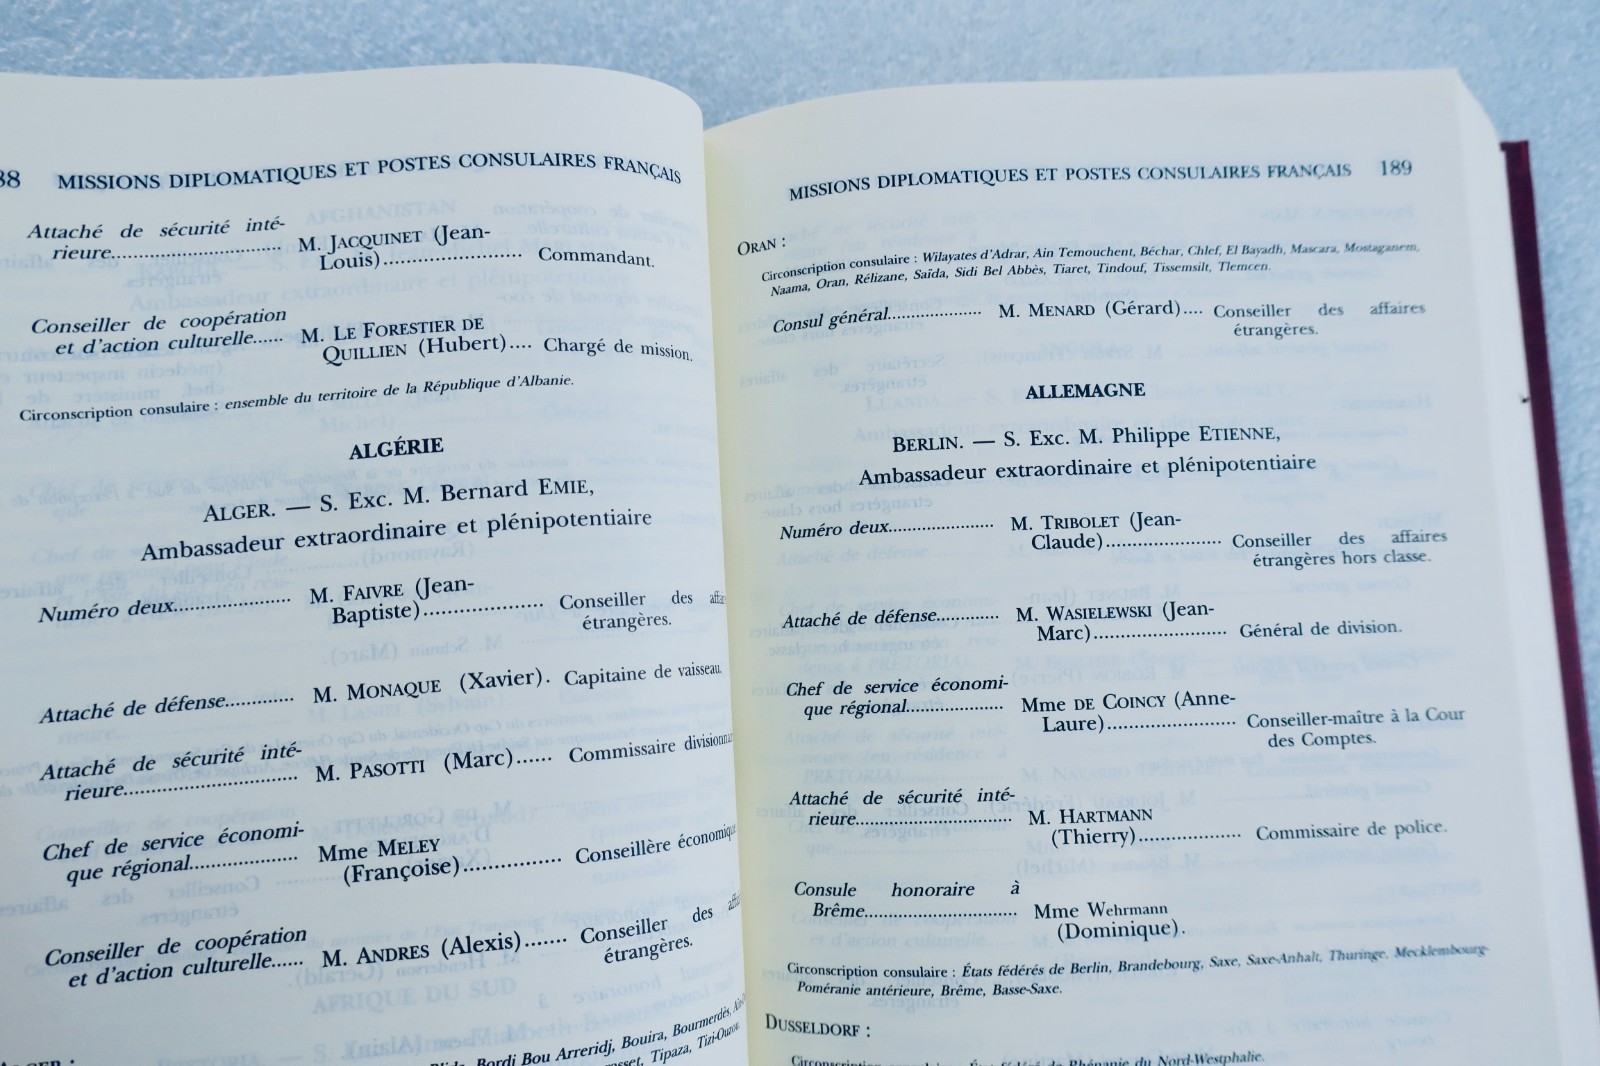 88 MISSIONS DIPLOMATIQUES ET POSTES CONSULAIRES FRANÇAIS
Attaché de sécurité inté-
rieure.......................... M. JACQUINET (Jean-
Louis)...................... Commandant.
Conseiller de coopération
et d'action culturelle...... M. LE FORESTIER DE
QUILLIEN (Hubert).... Chargé de mission.
Circonscription consulaire : ensemble du territoire de la République d'Albanie.
ALGÉRIE
ALGER. — S. Exc. M. Bernard EMIE,
Ambassadeur extraordinaire et plénipotentiaire
Numéro deux...................... M. FAIVRE (Jean-
Baptiste)................... Conseiller des
étrangères.
Attaché de défense............ M. MONAQUE (Xavier). Capitaine de vaisseau.
Attaché de sécurité inté-
rieure.......................... M. PASOTTI (Marc)...... Commissaire
Chef de service économi-
que régional.................. Mme MELEY
(Françoise)............... Conseillère économique
Conseiller de coopération
et d'action culturelle...... M. ANDRES (Alexis)....... Conseiller des
étrangères.
Bordj Bou Arreridj, Bouira, Bourmerdès,
Tipaza, Tizi-Ouzou
MISSIONS DIPLOMATIQUES ET POSTES CONSULAIRES FRANÇAIS 189
ORAN :
Circonscription consulaire : Wilayates d'Adrar, Ain Temouchent, Béchar, Chlef, El Bayadh, Mascara, Mostaganem,
Naama, Oran, Rélizane, Saïda, Sidi Bel Abbès, Tiaret, Tindouf, Tissemsilt, Tlemcen.
Consul général.................. M. MENARD (Gérard).... Conseiller des affaires
étrangères.
ALLEMAGNE
BERLIN. — S. Exc. M. Philippe ETIENNE,
Ambassadeur extraordinaire et plénipotentiaire
Numéro deux...................... M. TRIBOLET (Jean-
Claude).................... Conseiller des affaires
étrangères hors classe.
Attaché de défense............ M. WASIELEWSKI (Jean-
Marc)....................... Général de division.
Chef de service économi-
que régional.................. Mme DE COINCY (Anne-
Laure)...................... Conseiller-maître à la Cour
des Comptes.
Attaché de sécurité inté-
rieure............................ M. HARTMANN
(Thierry).................. Commissaire de police.
Consule honoraire à
Brême.......................... Mme Wehrmann
(Dominique).
Circonscription consulaire : États fédérés de Berlin, Brandebourg, Saxe, Saxe-Anhalt, Thuringe, Mecklembourg-
Poméranie antérieure, Brême, Basse-Saxe.
DUSSELDORF :
Circonscription consulaire : État fédéré de Rhénanie du Nord-Westphalie.